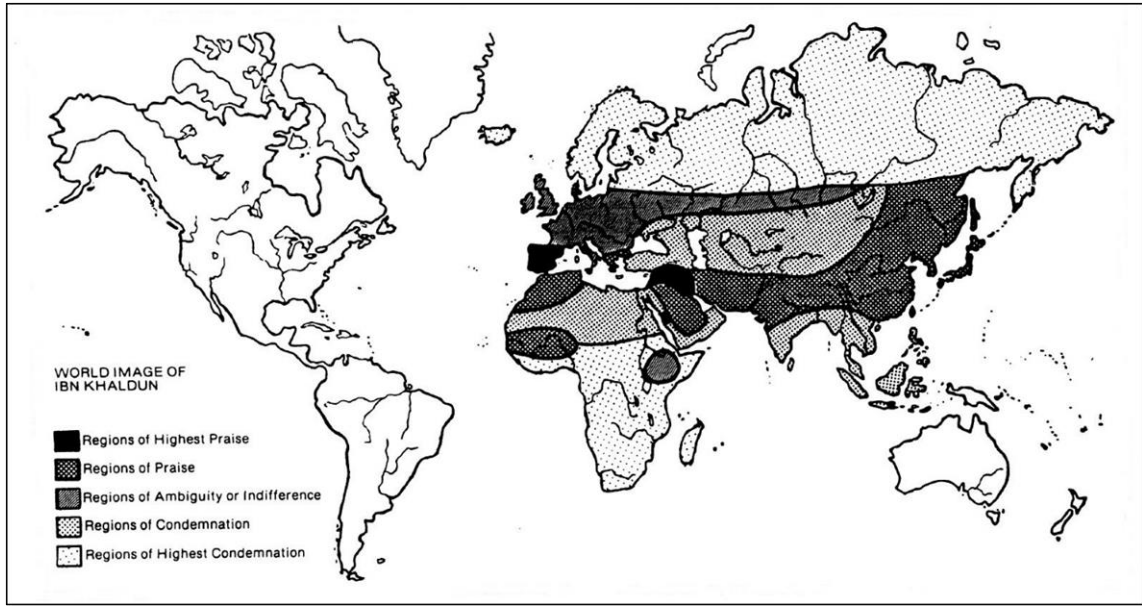 WORLD IMAGE OF
IBN KHALDUN
Regions of Highest Praise
Regions of Praise
Regions of Ambiguity or Indifference
Regions of Condemnation
Regions of Highest Condemnation